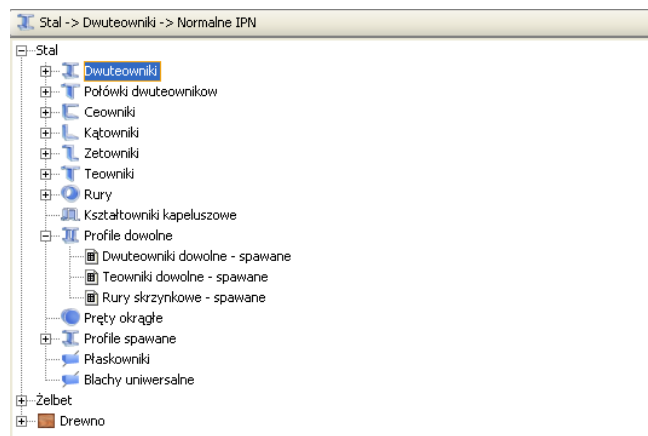 Stal -> Dwuteowniki -> Normalne IPN
Stal
Dwuteowniki
Połówki dwuteownikow
Ceowniki
Kątowniki
Zetowniki
Teowniki
Rury
Kształtowniki kapeluszowe
Profile dowolne
Dwuteowniki dowolne - spawane
Teowniki dowolne - spawane
Rury skrzynkowe - spawane
Pręty okrągłe
Profile spawane
Płaskowniki
Blachy uniwersalne
Żelbet
Drewno